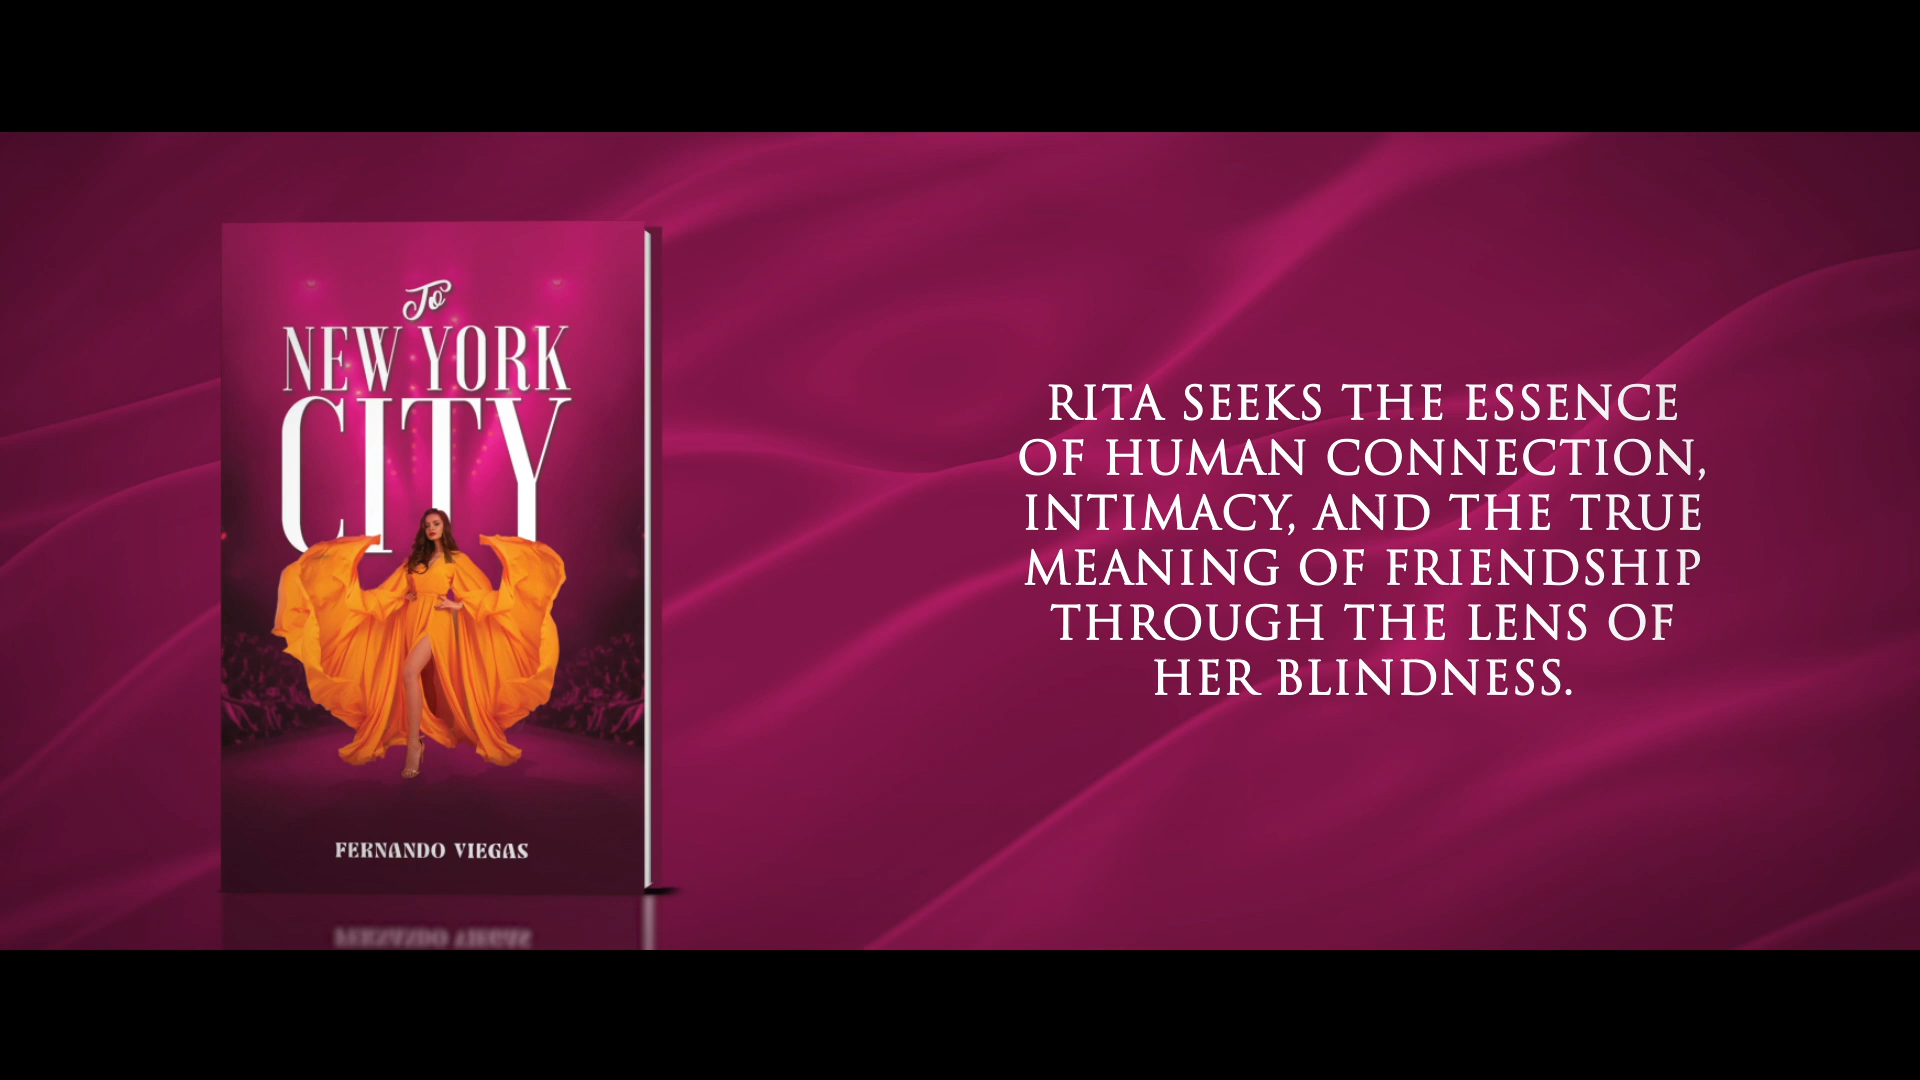 To
NEW YORK
CITY
FERNANDO VIEGAS
RITA SEEKS THE ESSENCE
OF HUMAN CONNECTION,
INTIMACY, AND THE TRUE
MEANING OF FRIENDSHIP
THROUGH THE LENS OF
HER BLINDNESS.